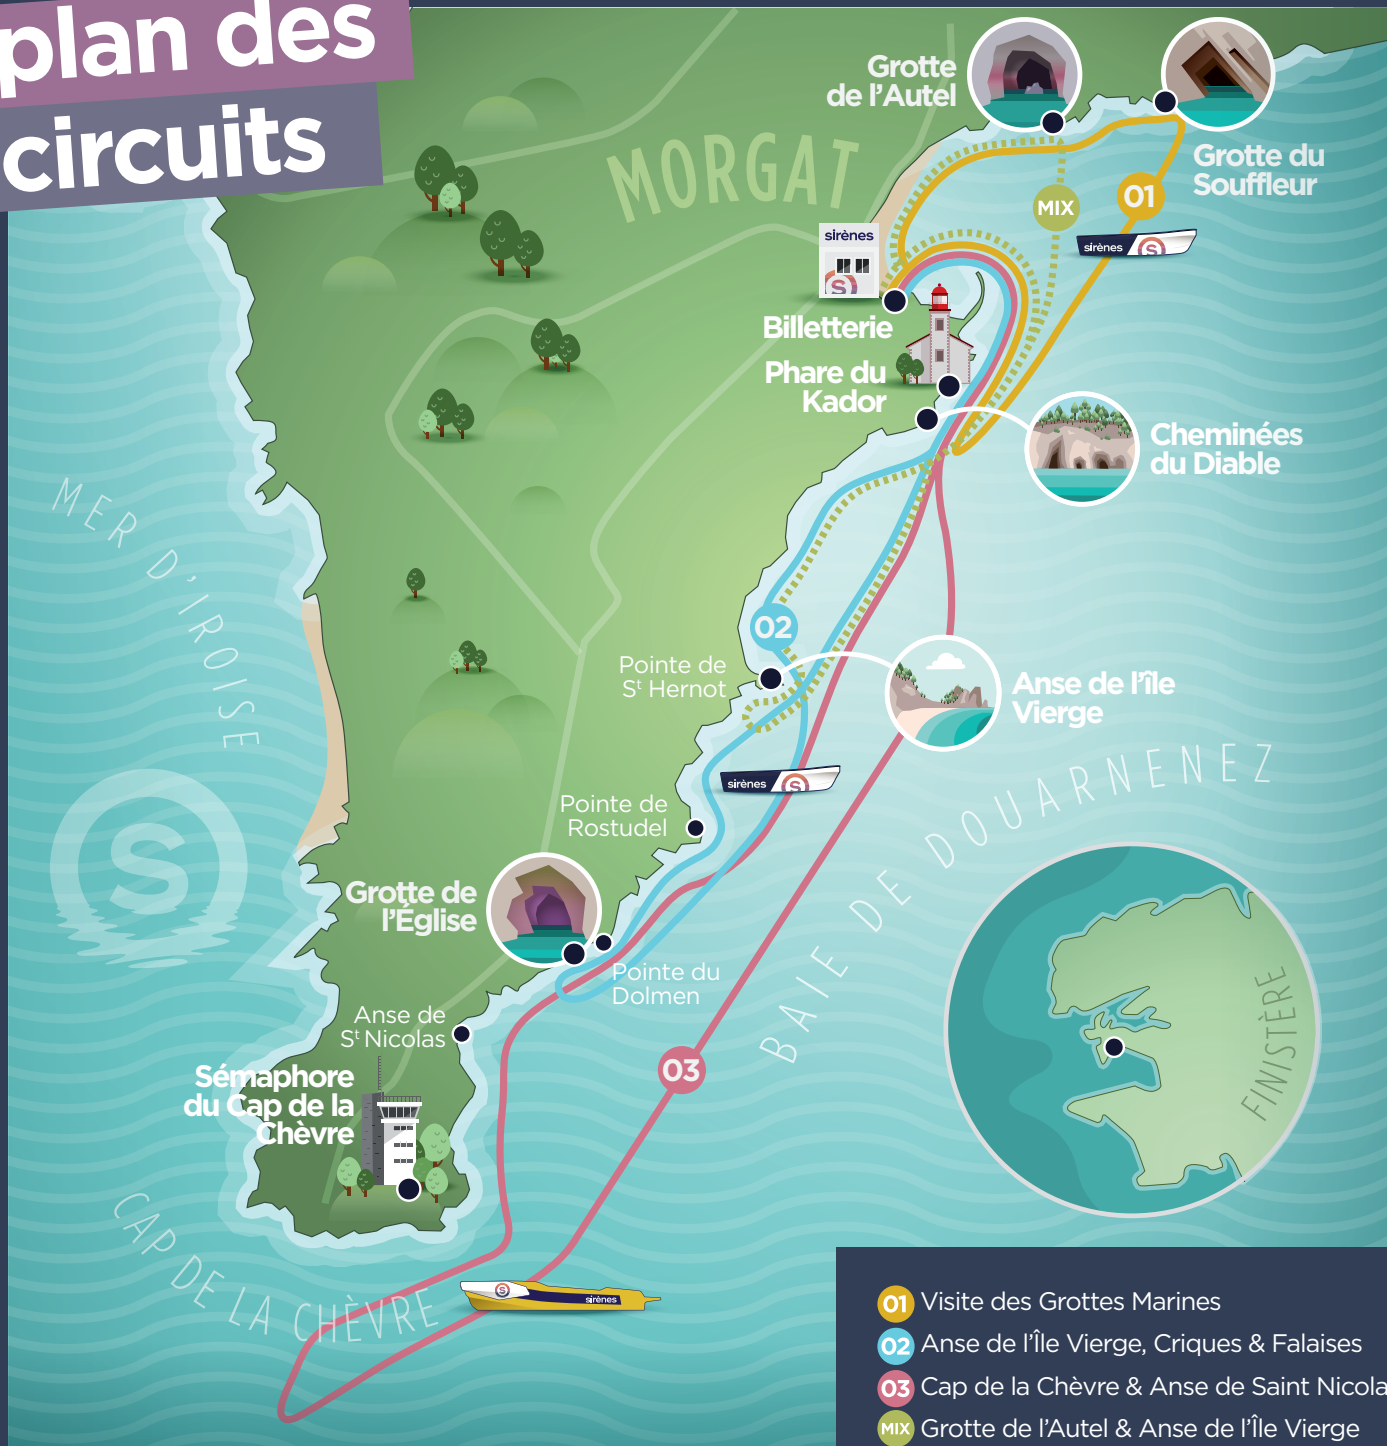 plan des
circuits
Grotte
de l'Autel
MORGAT
Grotte du
Souffleur
MIX
01
sirènes
S
sirènes
S
Billetterie
Phare du
Kador
Cheminées
du Diable
MER D'IROISE
02
Pointe de
St Hernot
Anse de l'île
Vierge
sirènes
S
Pointe de
Rostudel
BAIE DE DOUARNENEZ
S
Grotte de
l'Église
Pointe du
Dolmen
Anse de
St Nicolas
FINISTÈRE
03
Sémaphore
du Cap de la
Chèvre
CAP DE LA CHÈVRE
S
sirènes
01 Visite des Grottes Marines
02 Anse de l'Île Vierge, Criques & Falaises
03 Cap de la Chèvre & Anse de Saint Nicola
MIX Grotte de l'Autel & Anse de l'Île Vierge